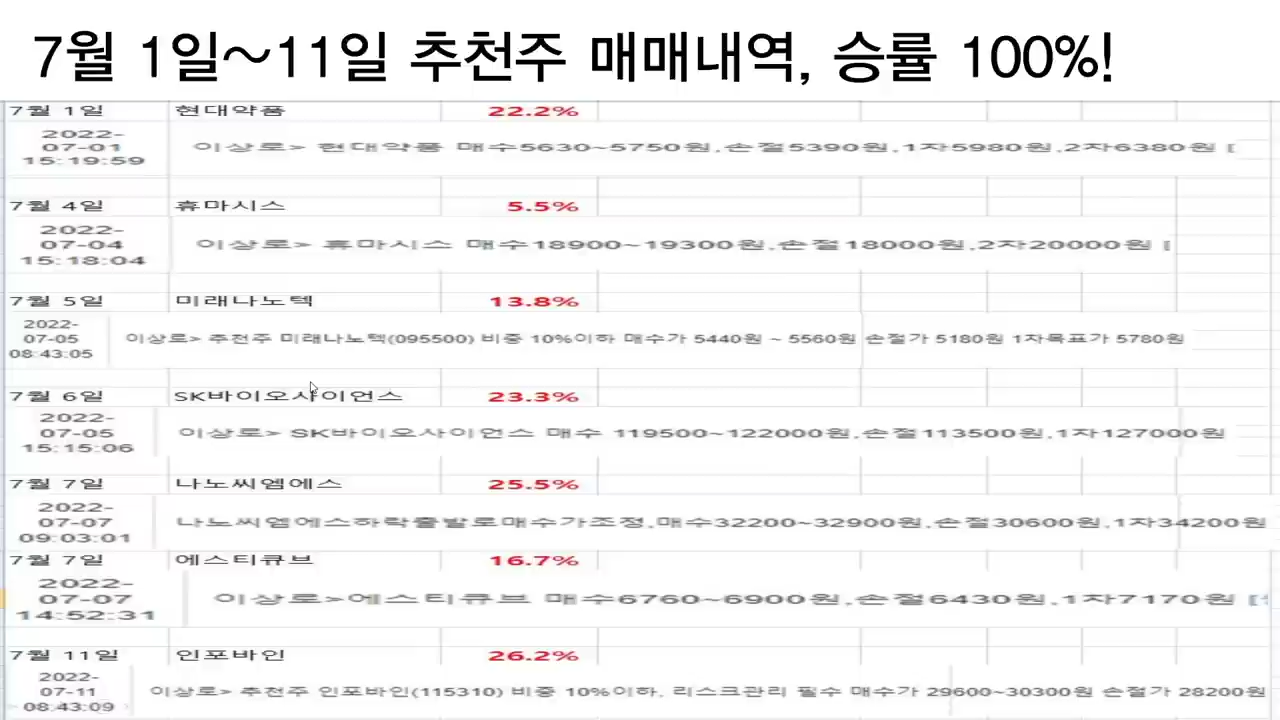 7월 1일~11일 추천주 매매내역, 승률 100%!
7월 1일 현대약품 22.2%
2022-
07-01
15:19:59
이상로> 현대약품 매수5630~5750원,손절5390원,1차5980원,2차6380원 [
7월 4일 휴마시스 5.5%
2022-
07-04
15:18:04
이상로> 휴마시스 매수18900~19300원,손절18000원,2차20000원 [
7월 5일 미래나노텍 13.8%
2022-
07-05
08:43:05
이상로> 추천주 미래나노텍(095500) 비중 10%이하 매수가 5440원 ~ 5560원 손절가 5180원 1차목표가 5780원
7월 6일 SK바이오사이언스 23.3%
2022-
07-05
15:15:06
이상로> SK바이오사이언스 매수 119500~122000원,손절113500원,1차127000원
7월 7일 나노씨엠에스 25.5%
2022-
07-07
09:03:01
나노씨엠에스하락출발로매수가조정,매수32200~32900원,손절30600원,1차34200원
7월 7일 에스티큐브 16.7%
2022-
07-07
14:52:31
이상로>에스티큐브 매수6760~6900원,손절6430원,1차7170원
7월 11일 인포바인 26.2%
2022-
07-11
08:43:09
이상로> 추천주 인포바인(115310) 비중 10%이하, 리스크관리 필수 매수가 29600~30300원 손절가 28200원